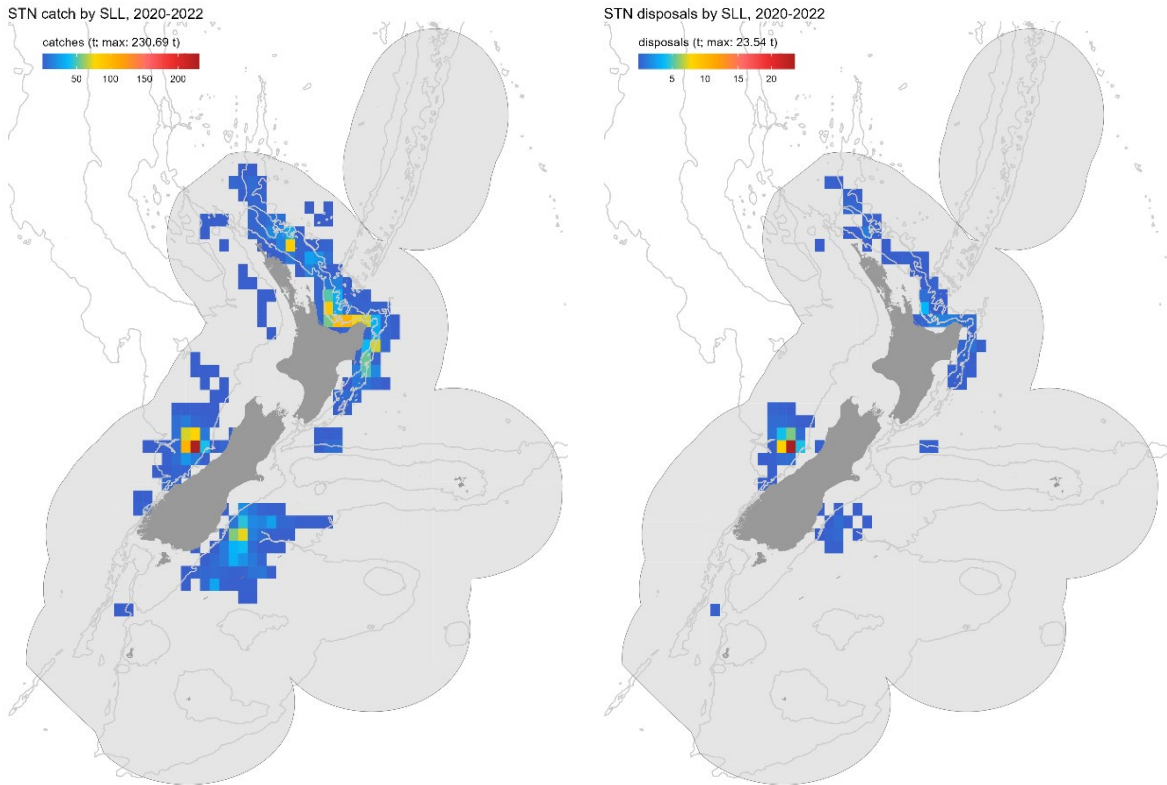 STN catch by SLL, 2020-2022
catches (t; max: 230.69 t)
50 100 150 200
STN disposals by SLL, 2020-2022
disposals (t; max: 23.54 t)
5 10 15 20